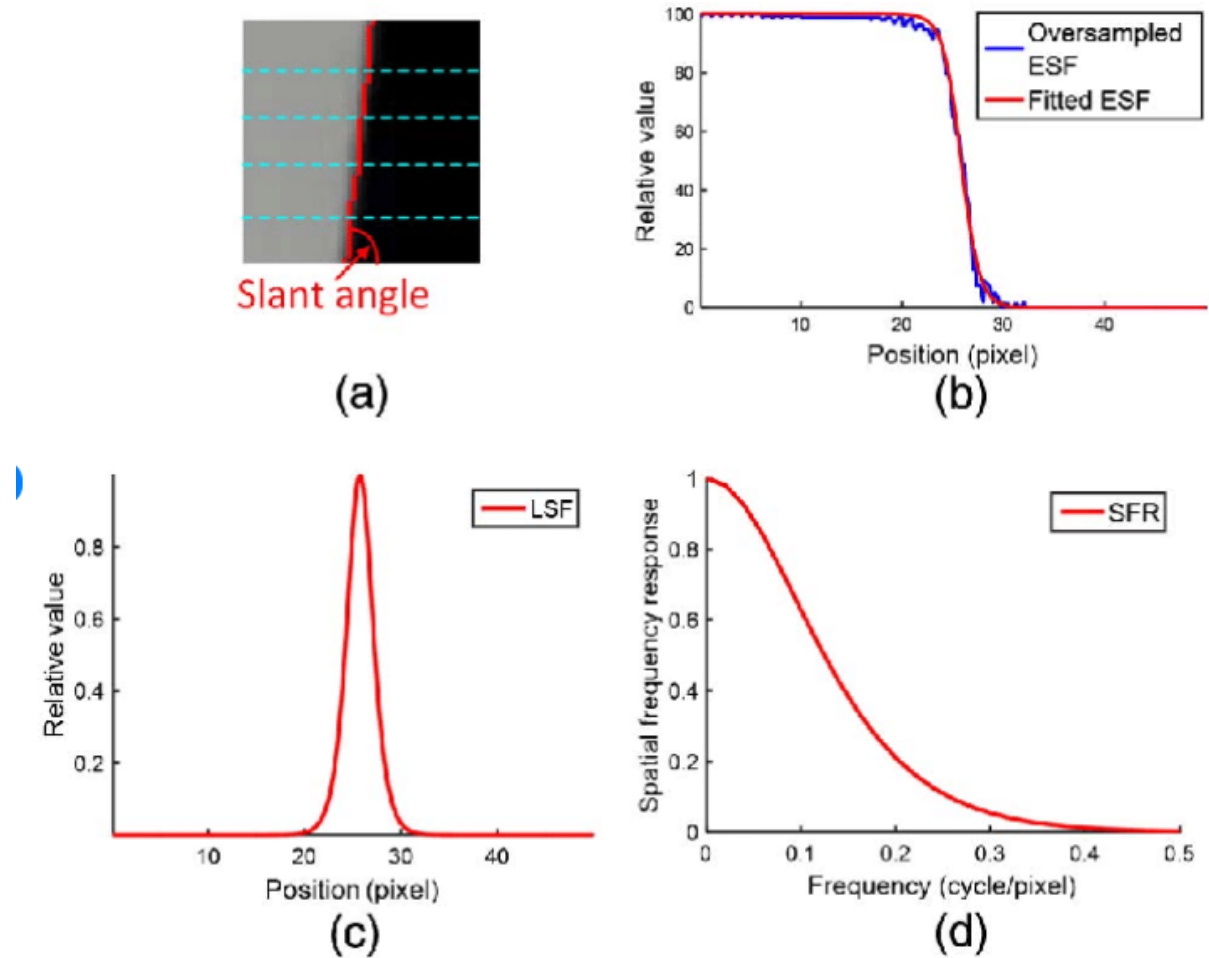 Slant angle
(a)
Relative value
100
80
60
40
20
0
10
20
30
40
Position (pixel)
Oversampled
ESF
Fitted ESF
(b)
Relative value
0.8
0.6
0.4
0.2
10
20
30
40
Position (pixel)
LSF
(c)
Spatial frequency response
1
0.8
0.6
0.4
0.2
0
0
0.1
0.2
0.3
0.4
0.5
Frequency (cycle/pixel)
SFR
(d)